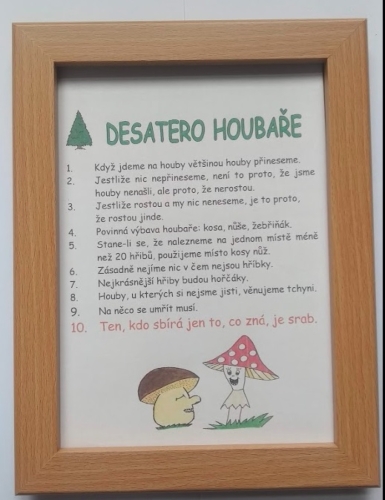 DESATERO HOUBAŘE
1. Když jdeme na houby většinou houby přineseme.
2. Jestliže nic nepřineseme, není to proto, že jsme
houby nenašli, ale proto, že nerostou.
3. Jestliže rostou a my nic neneseme, je to proto,
že rostou jinde.
4. Povinná výbava houbaře: kosa, nůše, žebřiňák.
5. Stane-li se, že nalezneme na jednom místě méně
než 20 hřibů, použijeme místo kosy nůž.
6. Zásadně nejíme nic v čem nejsou hříbky.
7. Nejkrásnější hřiby budou hořčáky.
8. Houby, u kterých si nejsme jisti, věnujeme tchyni.
9. Na něco se umřít musí.
10. Ten, kdo sbírá jen to, co zná, je srab.